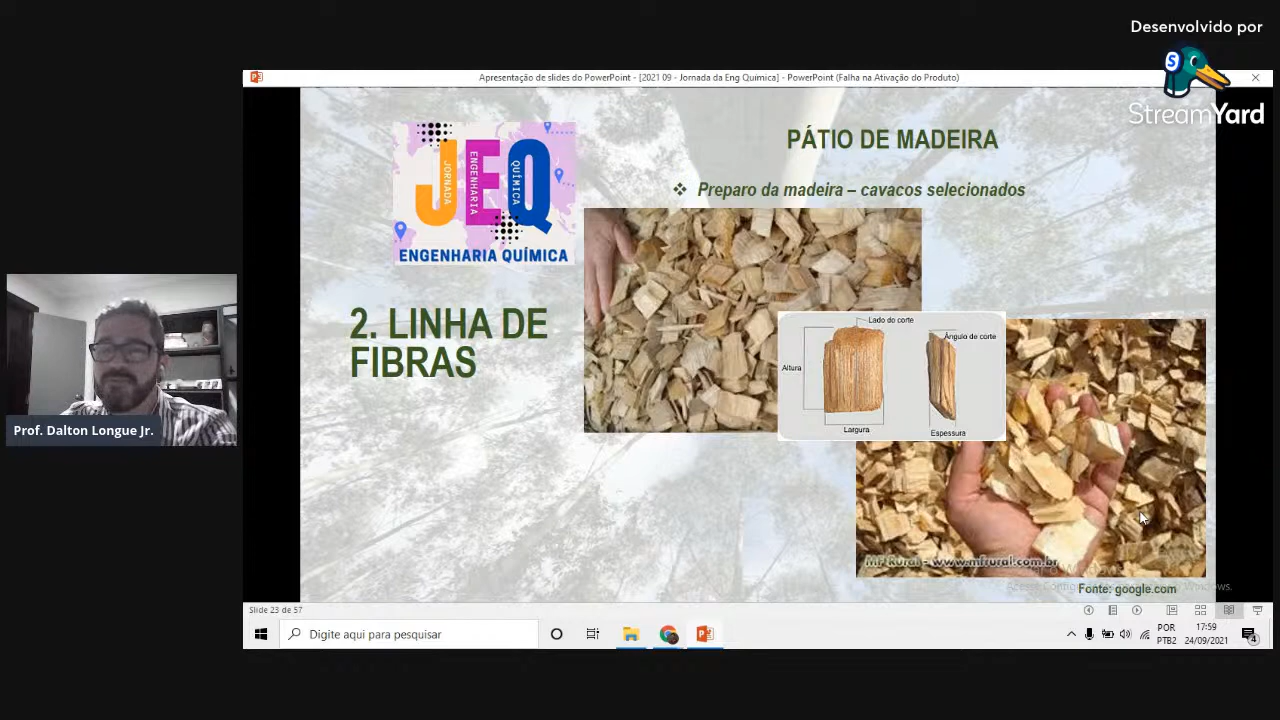 Desenvolvido por
StreamYard
Apresentação de slides do PowerPoint - [2021 09 - Jornada da Eng Química] - PowerPoint (Falha na Ativação do Produto)
JEQ
JORNADA
ENGENHARIA
QUÍMICA
ENGENHARIA QUÍMICA
PÁTIO DE MADEIRA
❖ Preparo da madeira – cavacos selecionados
2. LINHA DE
FIBRAS
Lado do corte
Ângulo de corte
Altura
Largura
Espessura
MF Rural - www.mfrural.com.br
Fonte: google.com
Prof. Dalton Longue Jr.
Slide 23 de 57
Digite aqui para pesquisar
POR
PTB2
17:59
24/09/2021
4